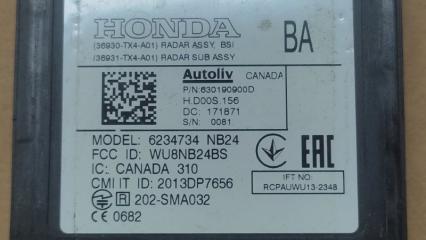 HONDA
(36930-TX4-A01) RADAR ASSY, BSI
(36931-TX4-A01) RADAR SUB ASSY
BA
Autoliv CANADA
P/N:630190900D
H.D00S.156
DC: 171871
S/N: 0081
MODEL: 6234734 NB24
FCC ID: WU8NB24BS
IC: CANADA 310
CMI IT ID: 2013DP7656
R 202-SMA032
CE 0682
EAC
IFT NO:
RCPAUWU13-2348